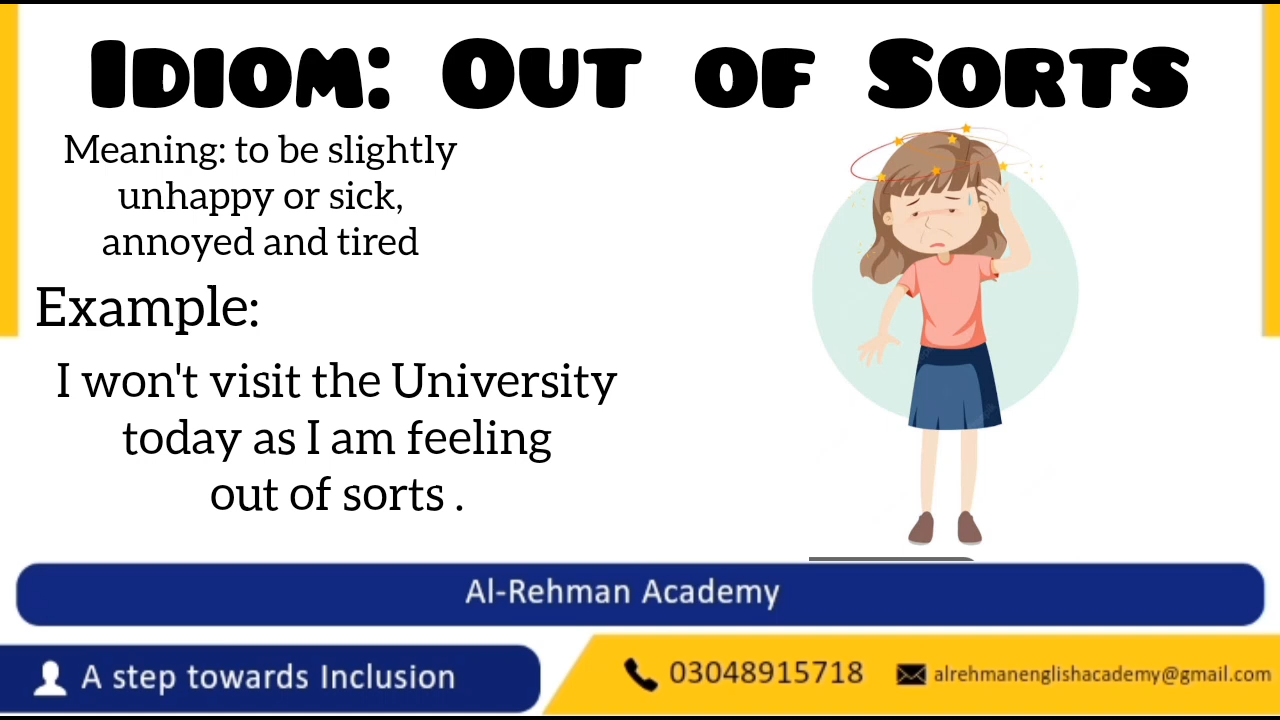 Idiom: Out of Sorts
Meaning: to be slightly
unhappy or sick,
annoyed and tired
Example:
I won't visit the University
today as I am feeling
out of sorts .
Al-Rehman Academy
A step towards Inclusion
03048915718
alrehmanenglishacademy@gmail.com